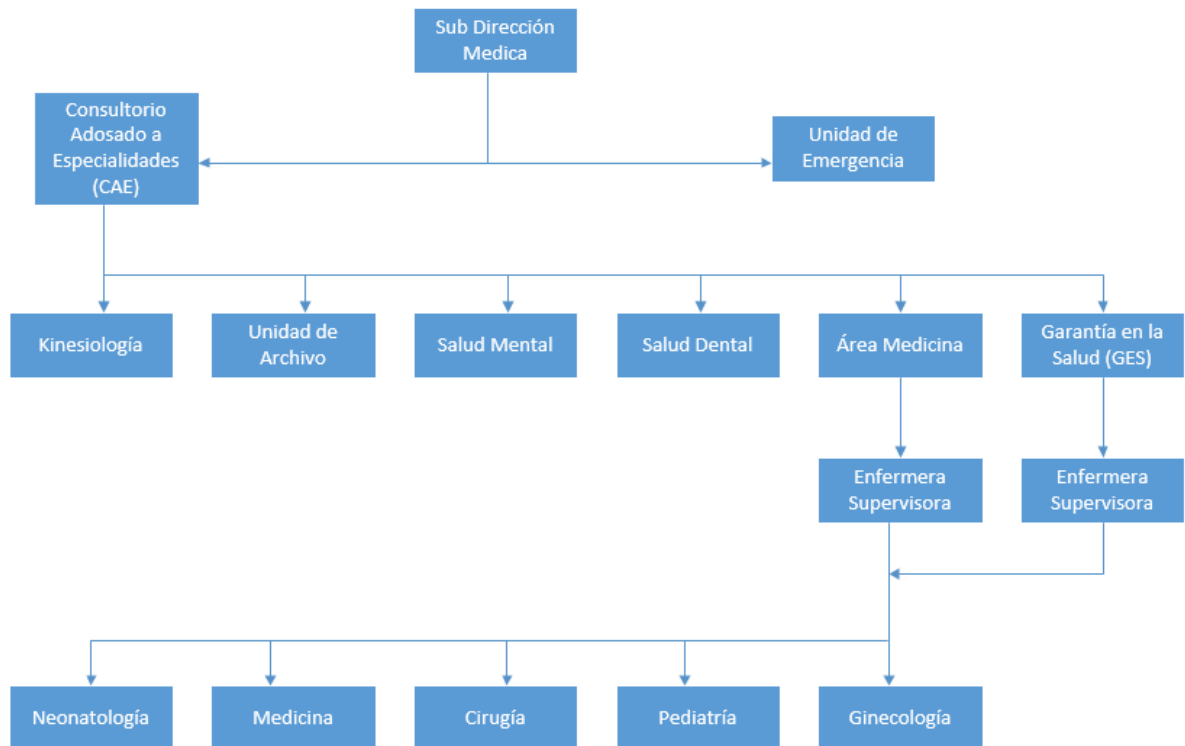 Sub Dirección
Medica
Consultorio
Adosado a
Especialidades
(CAE)
Unidad de
Emergencia
Kinesiología
Unidad de
Archivo
Salud Mental
Salud Dental
Área Medicina
Garantía en la
Salud (GES)
Enfermera
Supervisora
Enfermera
Supervisora
Neonatología
Medicina
Cirugía
Pediatría
Ginecología